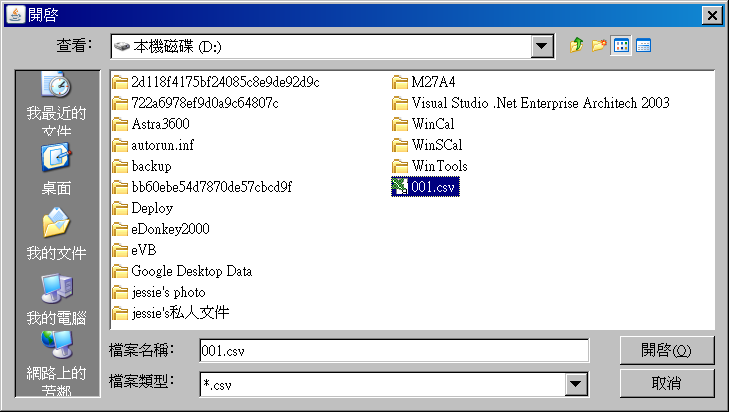 開啓
查看:
本機磁碟 (D:)
我最近的
文件
桌面
我的文件
我的電腦
網路上的
芳鄰
2d118f4175bf24085c8e9de92d9c
722a6978ef9d0a9c64807c
Astra3600
autorun.inf
backup
bb60ebe54d7870de57cbcd9f
Deploy
eDonkey2000
eVB
Google Desktop Data
jessie's photo
jessie's私人文件
M27A4
Visual Studio .Net Enterprise Architech 2003
WinCal
WinSCal
WinTools
001.csv
檔案名稱:
001.csv
開啓(O)
檔案類型:
*.csv
取消